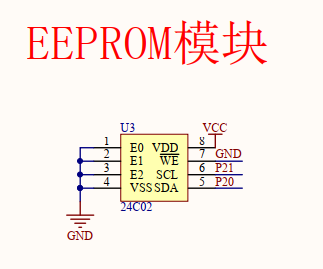 EEPROM模块
U3
VCC
1 E0 VDD 8
2 E1 WE 7 GND
3 E2 SCL 6 P21
4 VSS SDA 5 P20
24C02
GND